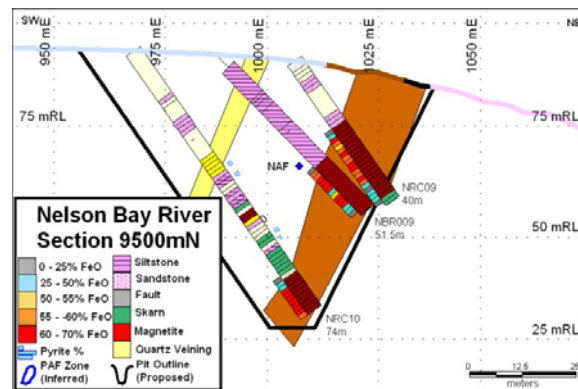 SW
950 mE
975 mE
1000 mE
1025 mE
1050 mE
NE
75 mRL
75 mRL
NAF
NRC09
40m
NBR009
51.5m
50 mRL
NRC10
74m
25 mRL
Nelson Bay River
Section 9500mN
0 - 25% FeO
25 - 50% FeO
50 - 55% FeO
55 - -60% FeO
60 - 70% FeO
Pyrite %
PAF Zone
(Inferred)
Siltstone
Sandstone
Fault
Skarn
Magnetite
Quartz Veining
Pit Outline
(Proposed)
0
12.5
25
meters